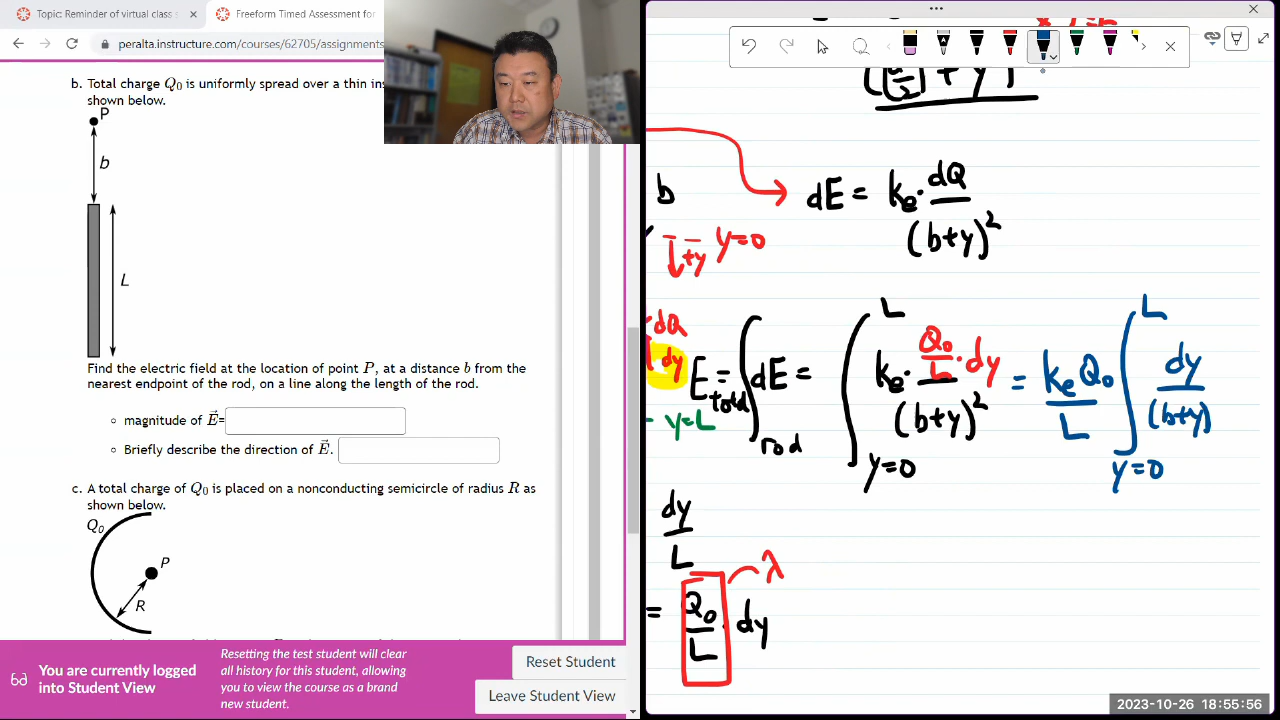 Topic: Reminder of virtual class
Freeform Timed Assessment for
peralta.instructure.com/courses/62705/assignments
b. Total charge Q₀ is uniformly spread over a thin ins
shown below.
P
b
L
Find the electric field at the location of point P, at a distance b from the
nearest endpoint of the rod, on a line along the length of the rod.
magnitude of E⃗=
Briefly describe the direction of E⃗.
c. A total charge of Q₀ is placed on a nonconducting semicircle of radius R as
shown below.
Q₀
P
R
You are currently logged
into Student View
Resetting the test student will clear
all history for this student, allowing
you to view the course as a brand
new student.
Reset Student
Leave Student View
b
dE = ke · dQ / (b+y)²
+y y=0
dQ
dy
y=L
E total = ∫rod dE = ∫y=0^L ke · Q₀/L · dy / (b+y)² = keQ₀/L ∫y=0^L dy/(b+y)
dy/L
= Q₀/L · dy
λ
2023-10-26 18:55:56